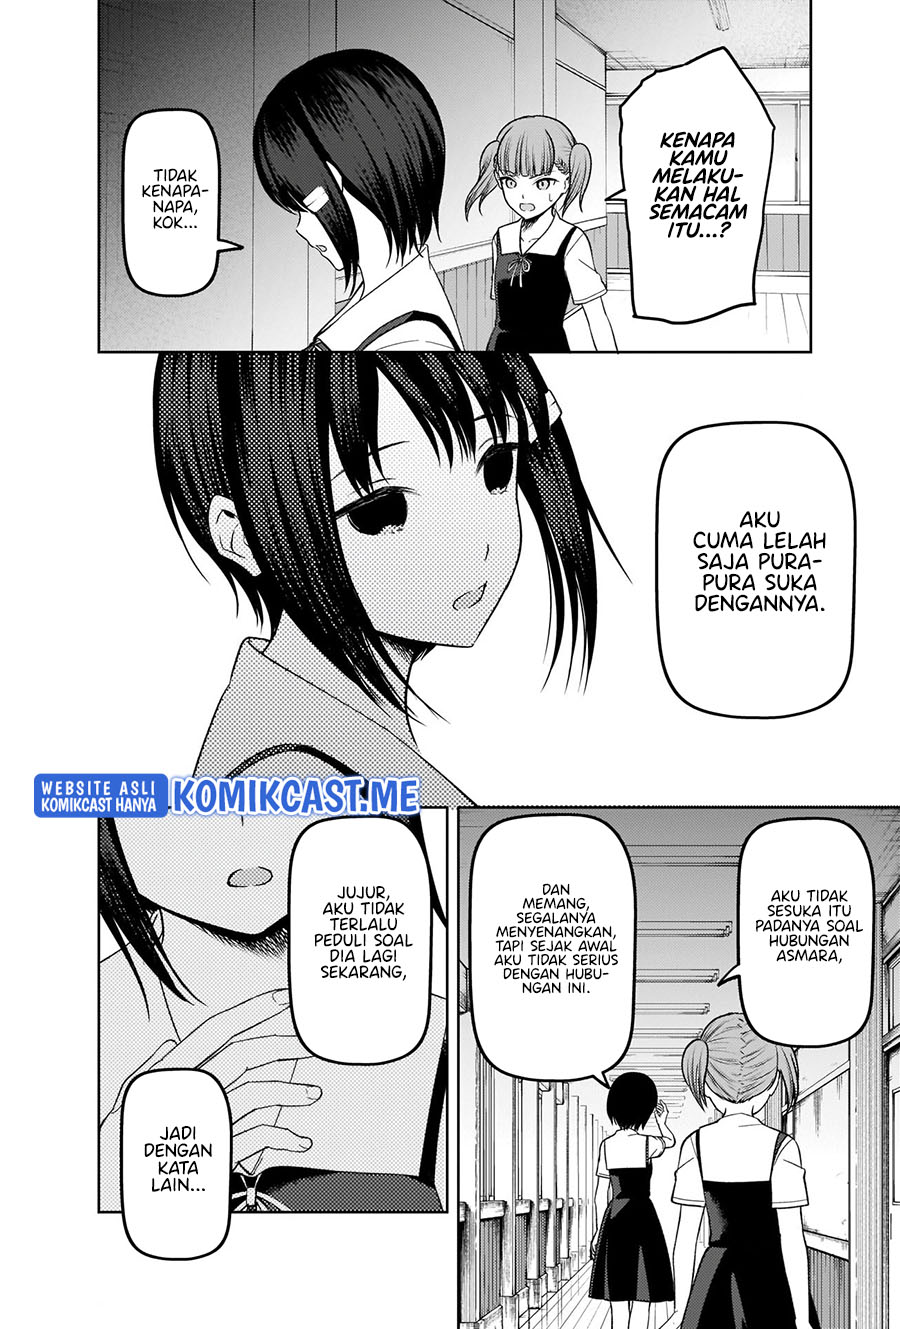 KENAPA
KAMU
MELAKU-
KAN HAL
SEMACAM
ITU...?
TIDAK
KENAPA-
NAPA,
KOK...
AKU
CUMA LELAH
SAJA PURA-
PURA SUKA
DENGANNYA.
WEBSITE ASLI
KOMIKCAST HANYA
KOMIKCAST.ME
AKU TIDAK
SESUKA ITU
PADANYA SOAL
HUBUNGAN
ASMARA,
DAN
MEMANG,
SEGALANYA
MENYENANGKAN,
TAPI SEJAK AWAL
AKU TIDAK SERIUS
DENGAN HUBU-
NGAN INI.
JUJUR,
AKU TIDAK
TERLALU
PEDULI SOAL
DIA LAGI
SEKARANG,
JADI
DENGAN
KATA
LAIN...